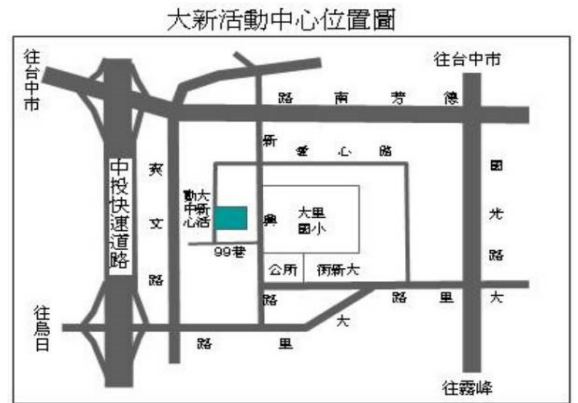 大新活動中心位置圖
往台中市
往台中市
德芳南路
新興路
愛心路
國光路
中投快速道路
爽文路
大新活動中心
大里國小
99巷
公所
大新街
大里路
大里路
往烏日
往霧峰